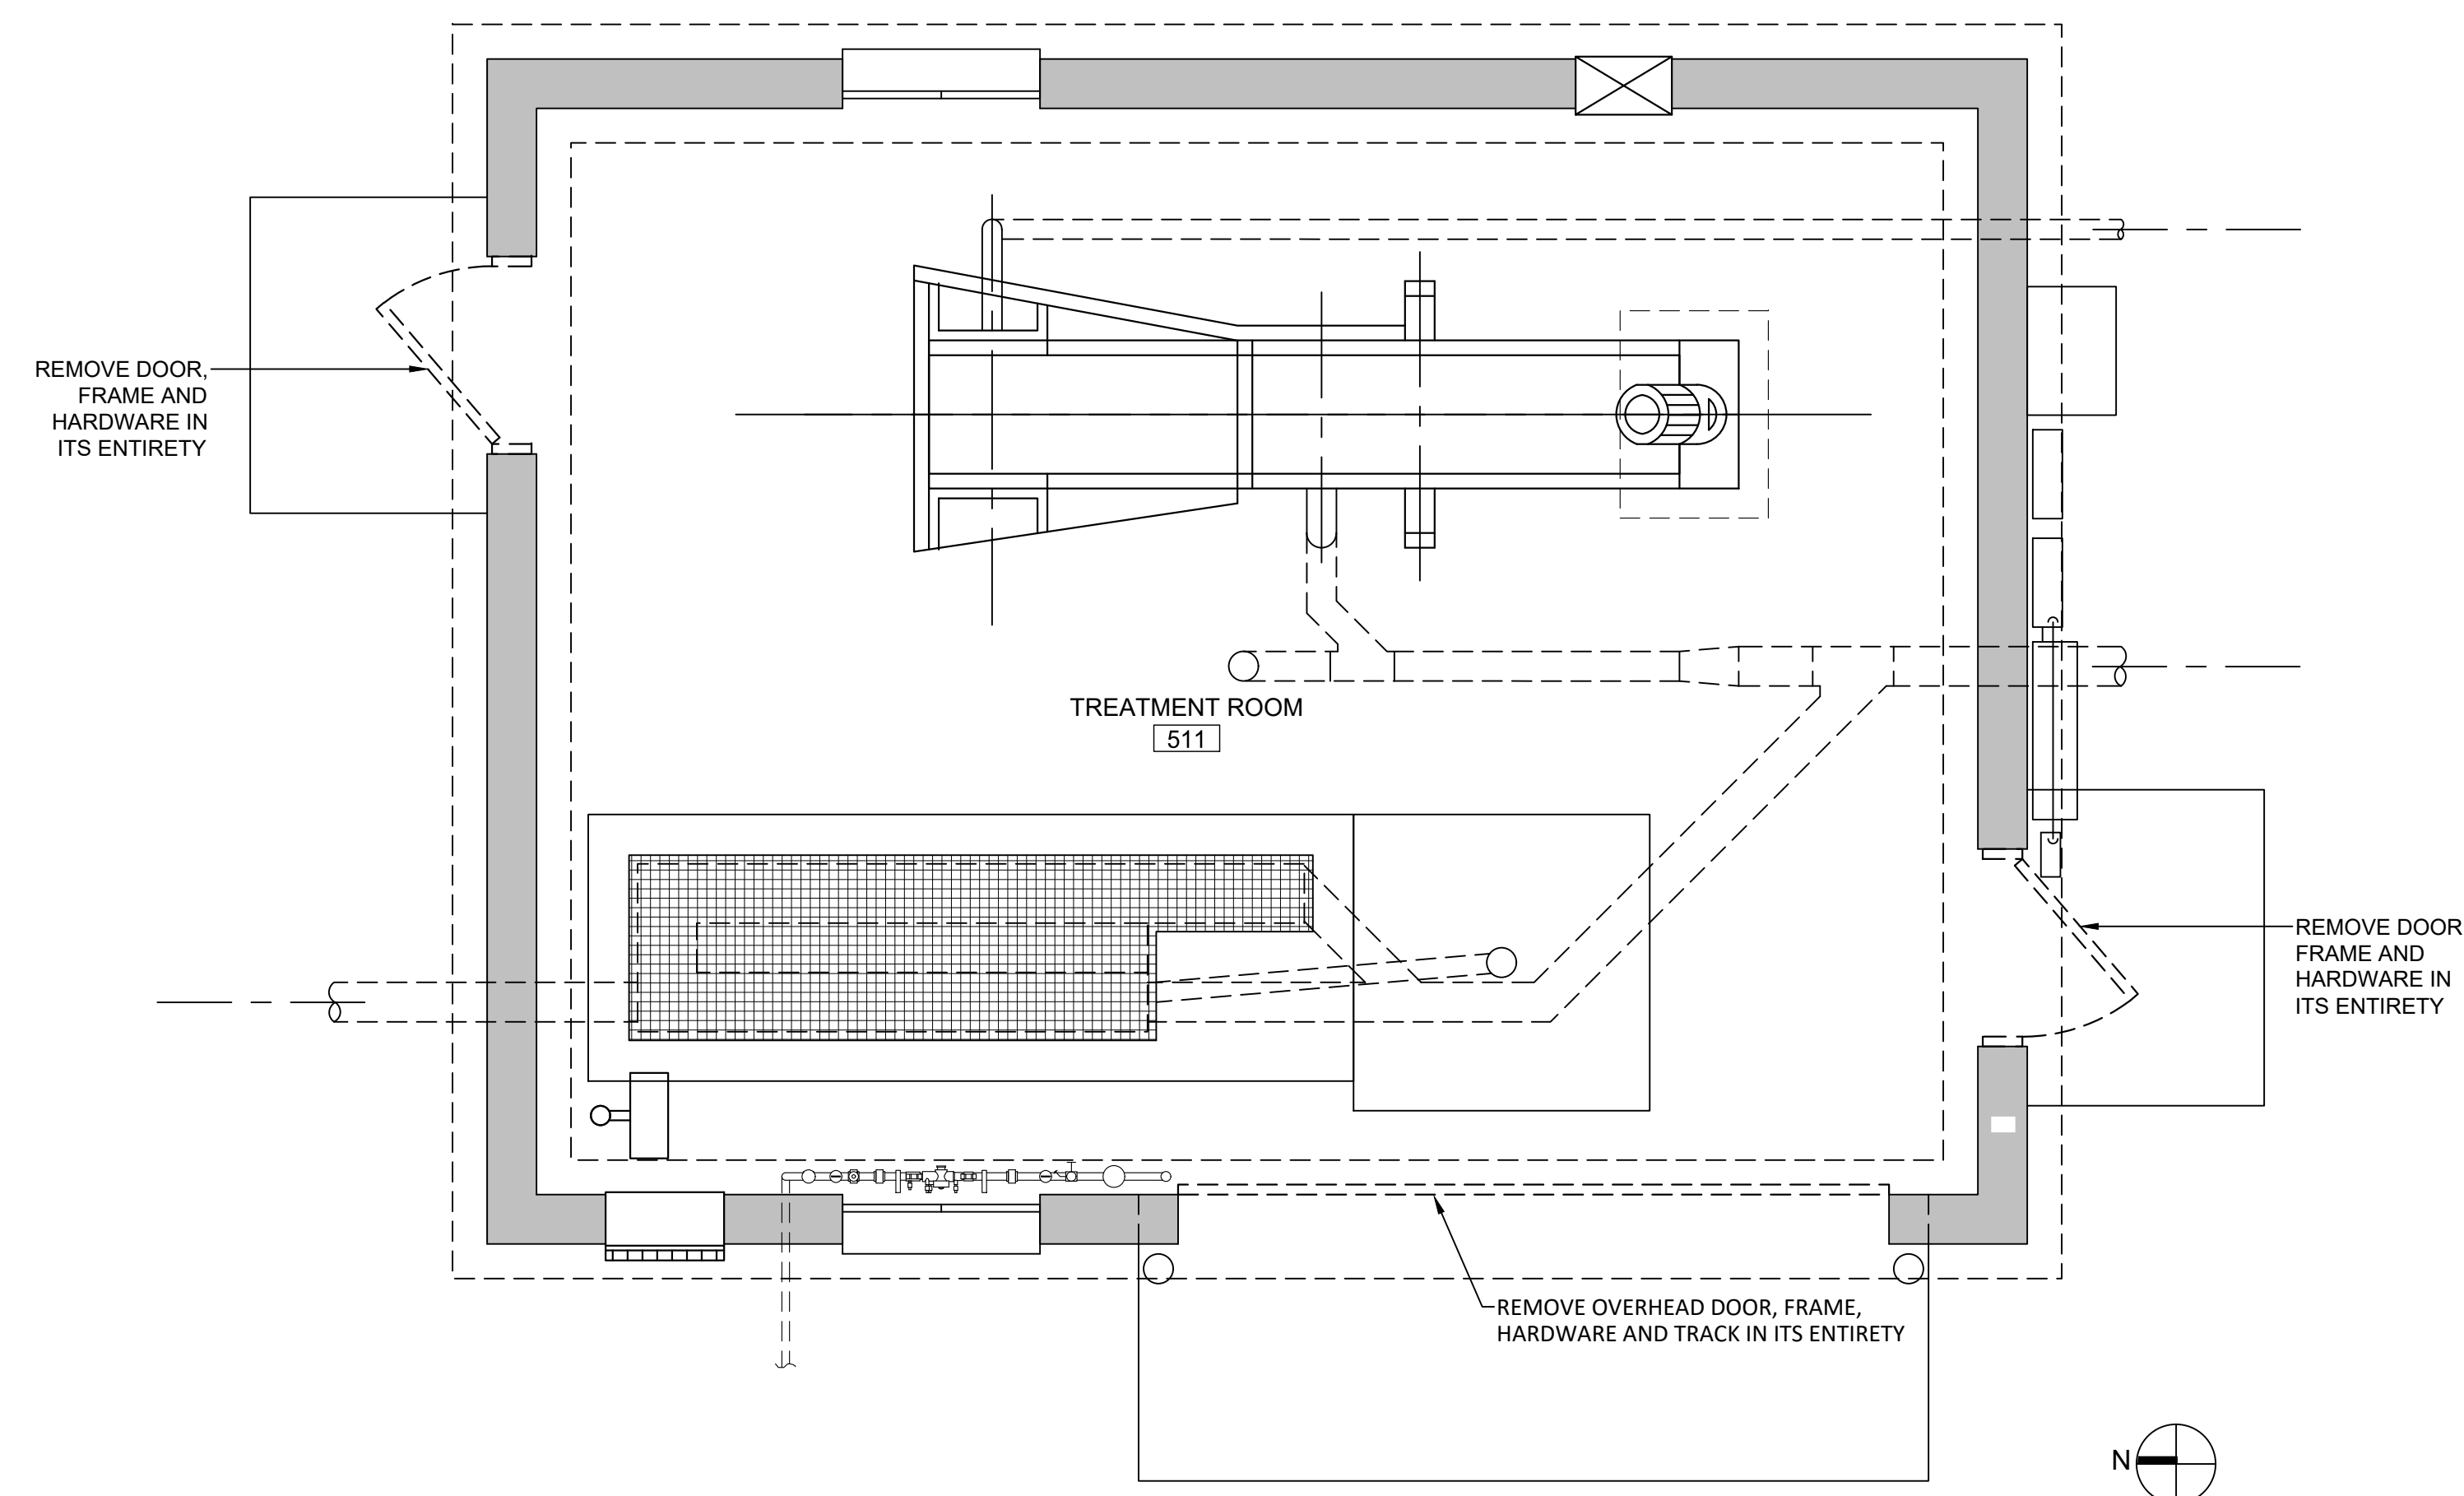 REMOVE DOOR,
FRAME AND
HARDWARE IN
ITS ENTIRETY
TREATMENT ROOM
511
REMOVE DOOR
FRAME AND
HARDWARE IN
ITS ENTIRETY
REMOVE OVERHEAD DOOR, FRAME,
HARDWARE AND TRACK IN ITS ENTIRETY
N